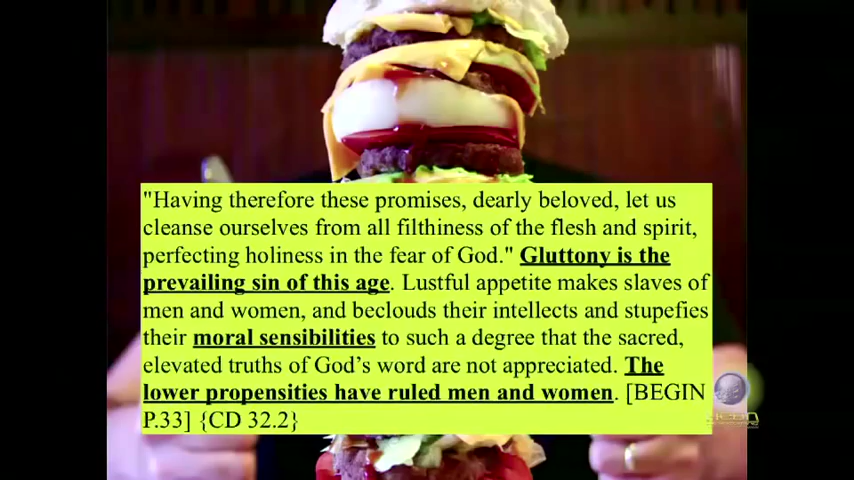 "Having therefore these promises, dearly beloved, let us
cleanse ourselves from all filthiness of the flesh and spirit,
perfecting holiness in the fear of God." Gluttony is the
prevailing sin of this age. Lustful appetite makes slaves of
men and women, and beclouds their intellects and stupefies
their moral sensibilities to such a degree that the sacred,
elevated truths of God’s word are not appreciated. The
lower propensities have ruled men and women. [BEGIN
P.33] {CD 32.2}